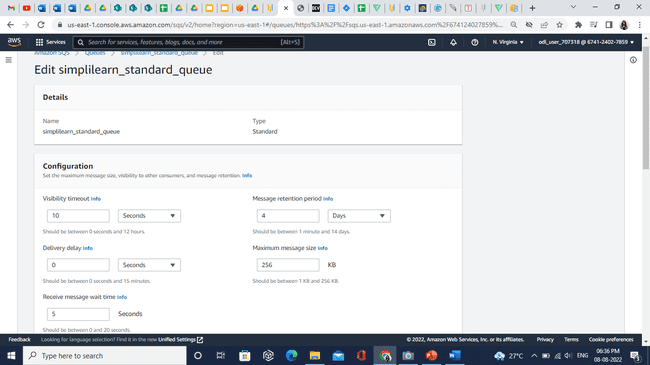 us-east-1.console.aws.amazon.com/sqs/v2/home?region=us-east-1#/queues/https%3A%2F%2Fsqs.us-east-1.amazonaws.com%2F674124027859%...
aws Services Search for services, features, blogs, docs, and more [Alt+S] N. Virginia odl_user_707318 @ 6741-2402-7859
Amazon SQS Queues simplilearn_standard_queue Edit
Edit simplilearn_standard_queue
Details
Name Type
simplilearn_standard_queue Standard
Configuration
Set the maximum message size, visibility to other consumers, and message retention. Info
Visibility timeout Info Message retention period Info
10 Seconds 4 Days
Should be between 0 seconds and 12 hours. Should be between 1 minute and 14 days.
Delivery delay Info Maximum message size Info
0 Seconds 256 KB
Should be between 0 seconds and 15 minutes. Should be between 1 KB and 256 KB.
Receive message wait time Info
5 Seconds
Should be between 0 and 20 seconds.
Feedback Looking for language selection? Find it in the new Unified Settings © 2022, Amazon Web Services, Inc. or its affiliates. Privacy Terms Cookie preferences
Type here to search 27°C ENG 06:36 PM
08-08-2022